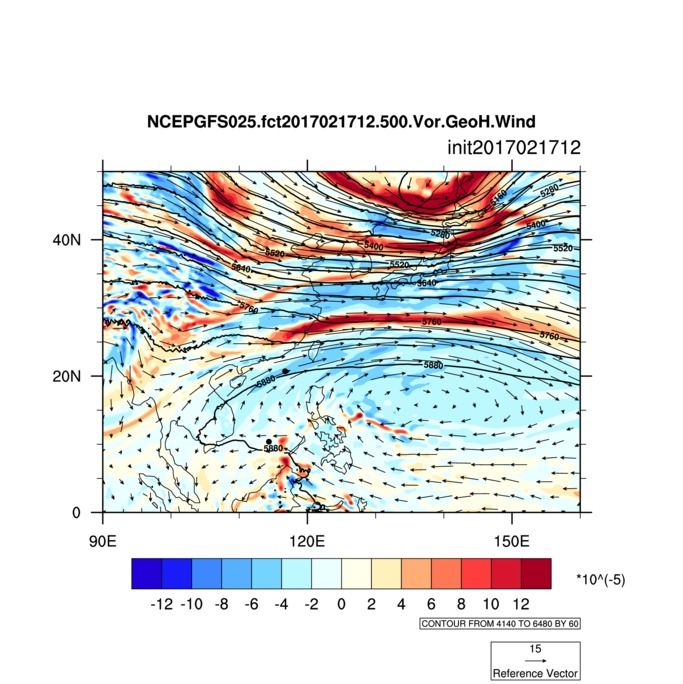 NCEPGFS025.fct2017021712.500.Vor.GeoH.Wind
init2017021712
5160
5280
5400
5280
5400
5520
5520
5520
5640
5640
5760
5760
5760
5880
5880
5880
40N
20N
0
90E 120E 150E
-12 -10 -8 -6 -4 -2 0 2 4 6 8 10 12
*10^(-5)
CONTOUR FROM 4140 TO 6480 BY 60
15
Reference Vector